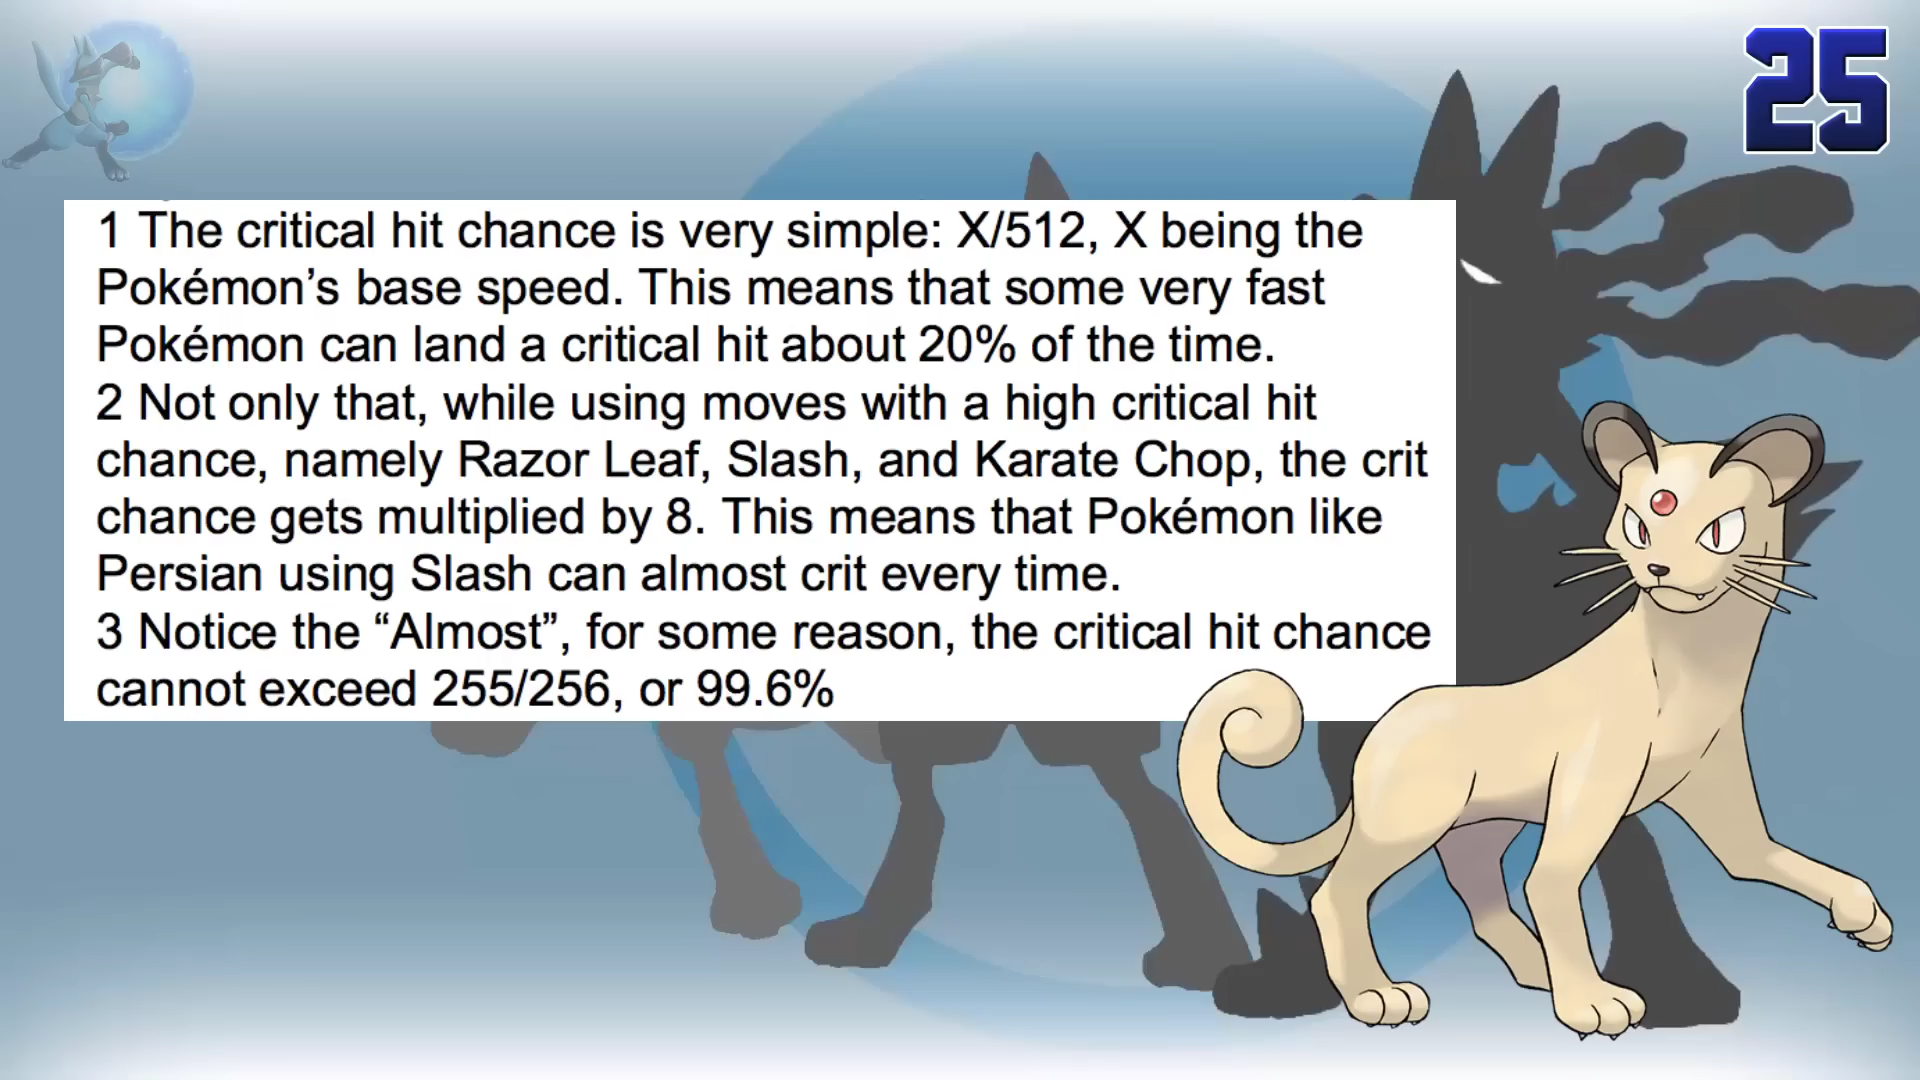 25
1 The critical hit chance is very simple: X/512, X being the
Pokémon’s base speed. This means that some very fast
Pokémon can land a critical hit about 20% of the time.
2 Not only that, while using moves with a high critical hit
chance, namely Razor Leaf, Slash, and Karate Chop, the crit
chance gets multiplied by 8. This means that Pokémon like
Persian using Slash can almost crit every time.
3 Notice the “Almost”, for some reason, the critical hit chance
cannot exceed 255/256, or 99.6%